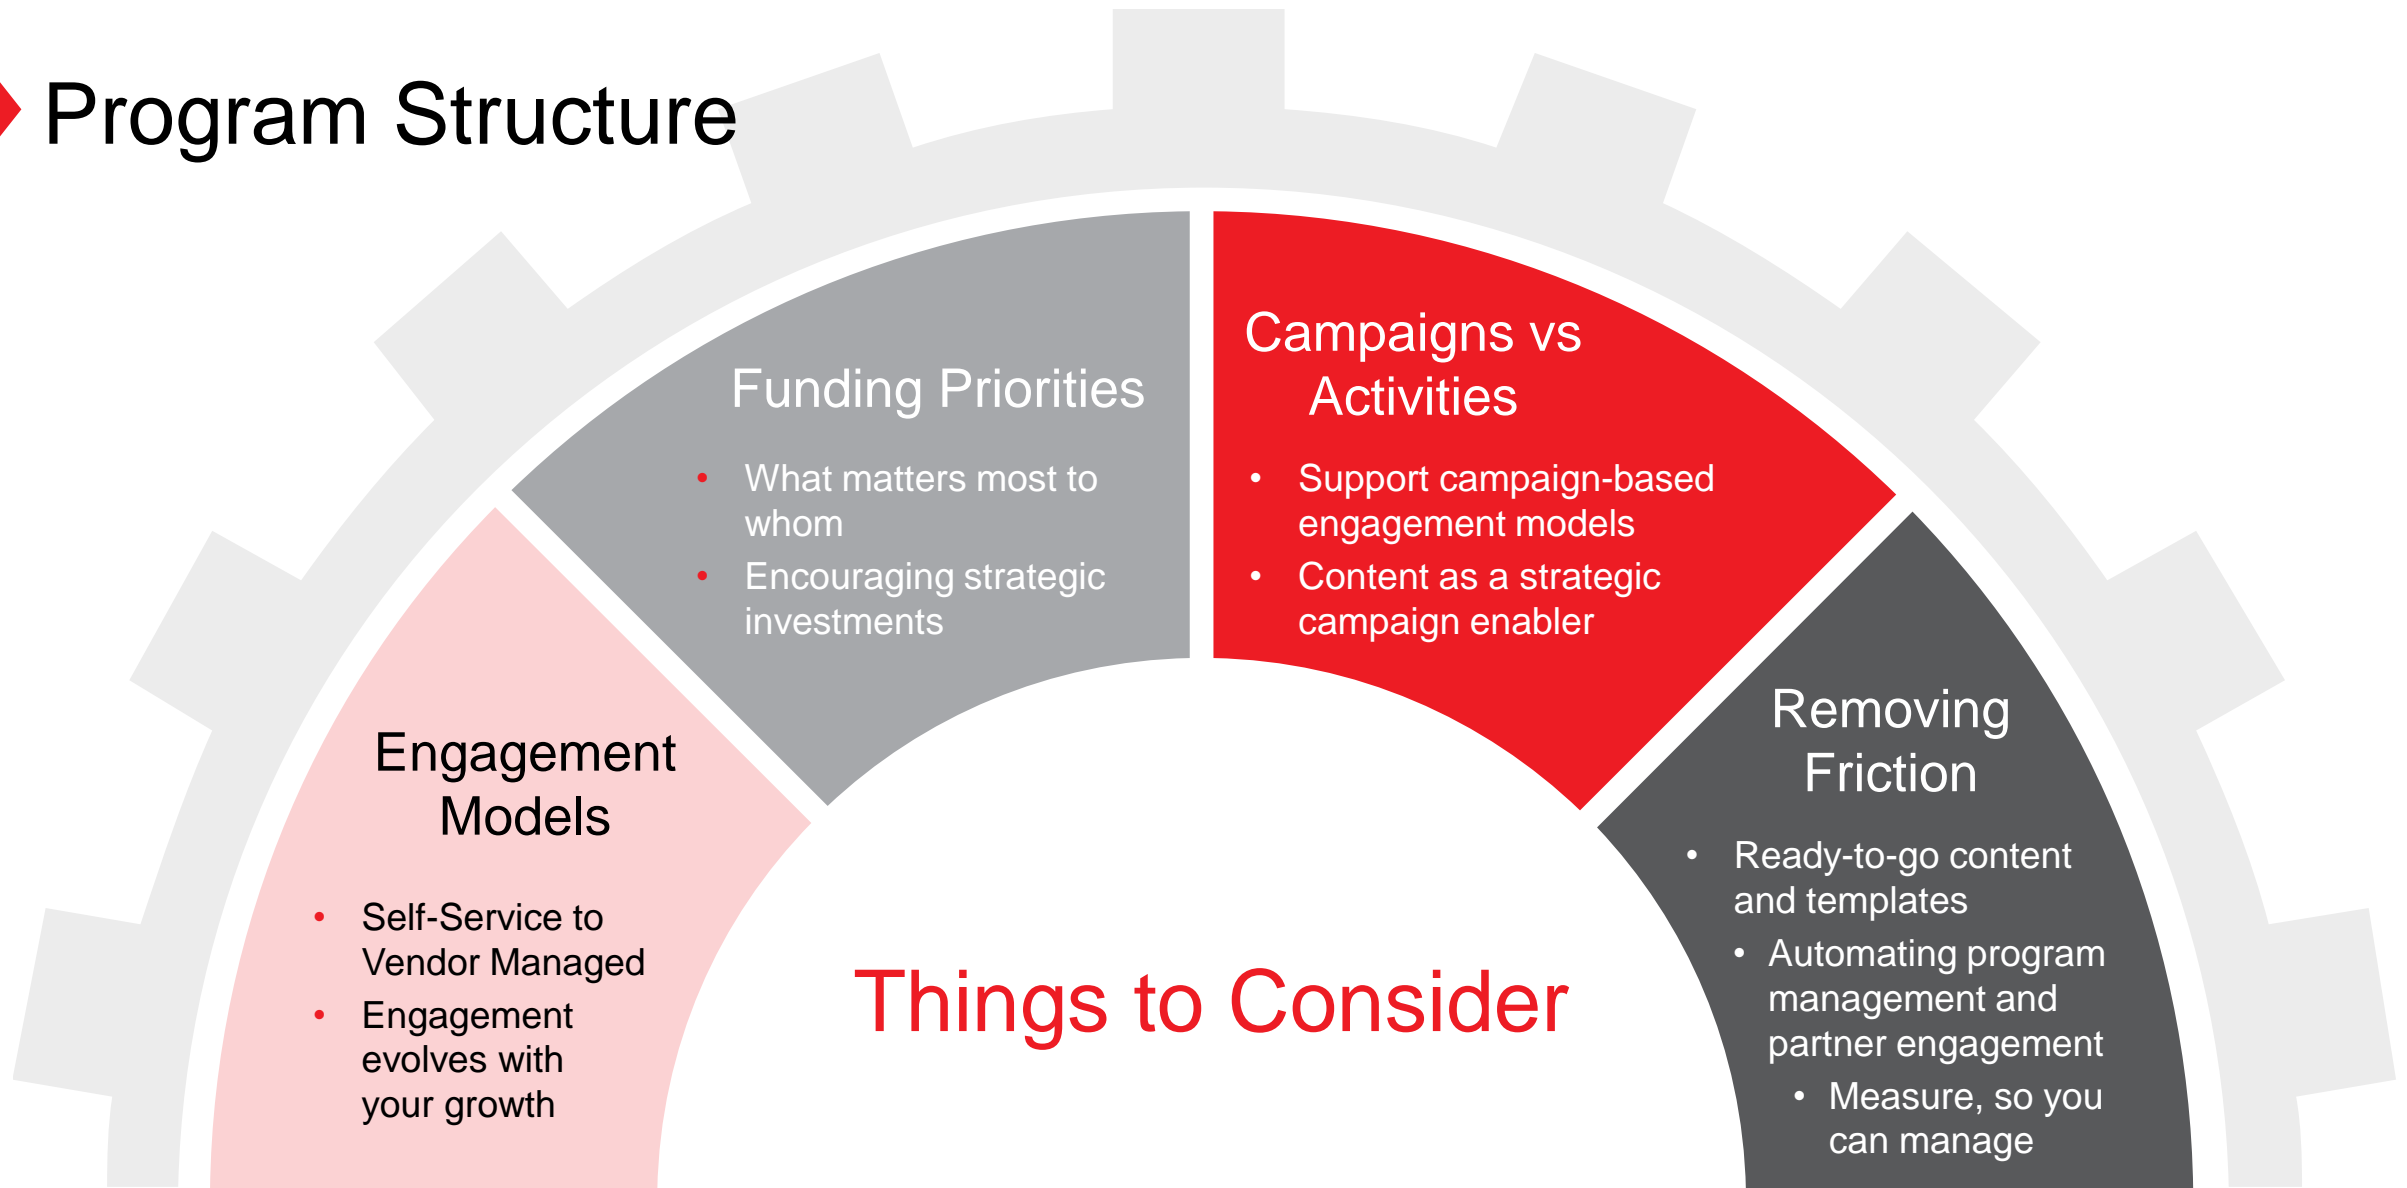 Program Structure
Engagement
Models
• Self-Service to
Vendor Managed
• Engagement
evolves with
your growth
Funding Priorities
• What matters most to
whom
• Encouraging strategic
investments
Campaigns vs
Activities
• Support campaign-based
engagement models
• Content as a strategic
campaign enabler
Removing
Friction
• Ready-to-go content
and templates
• Automating program
management and
partner engagement
• Measure, so you
can manage
Things to Consider